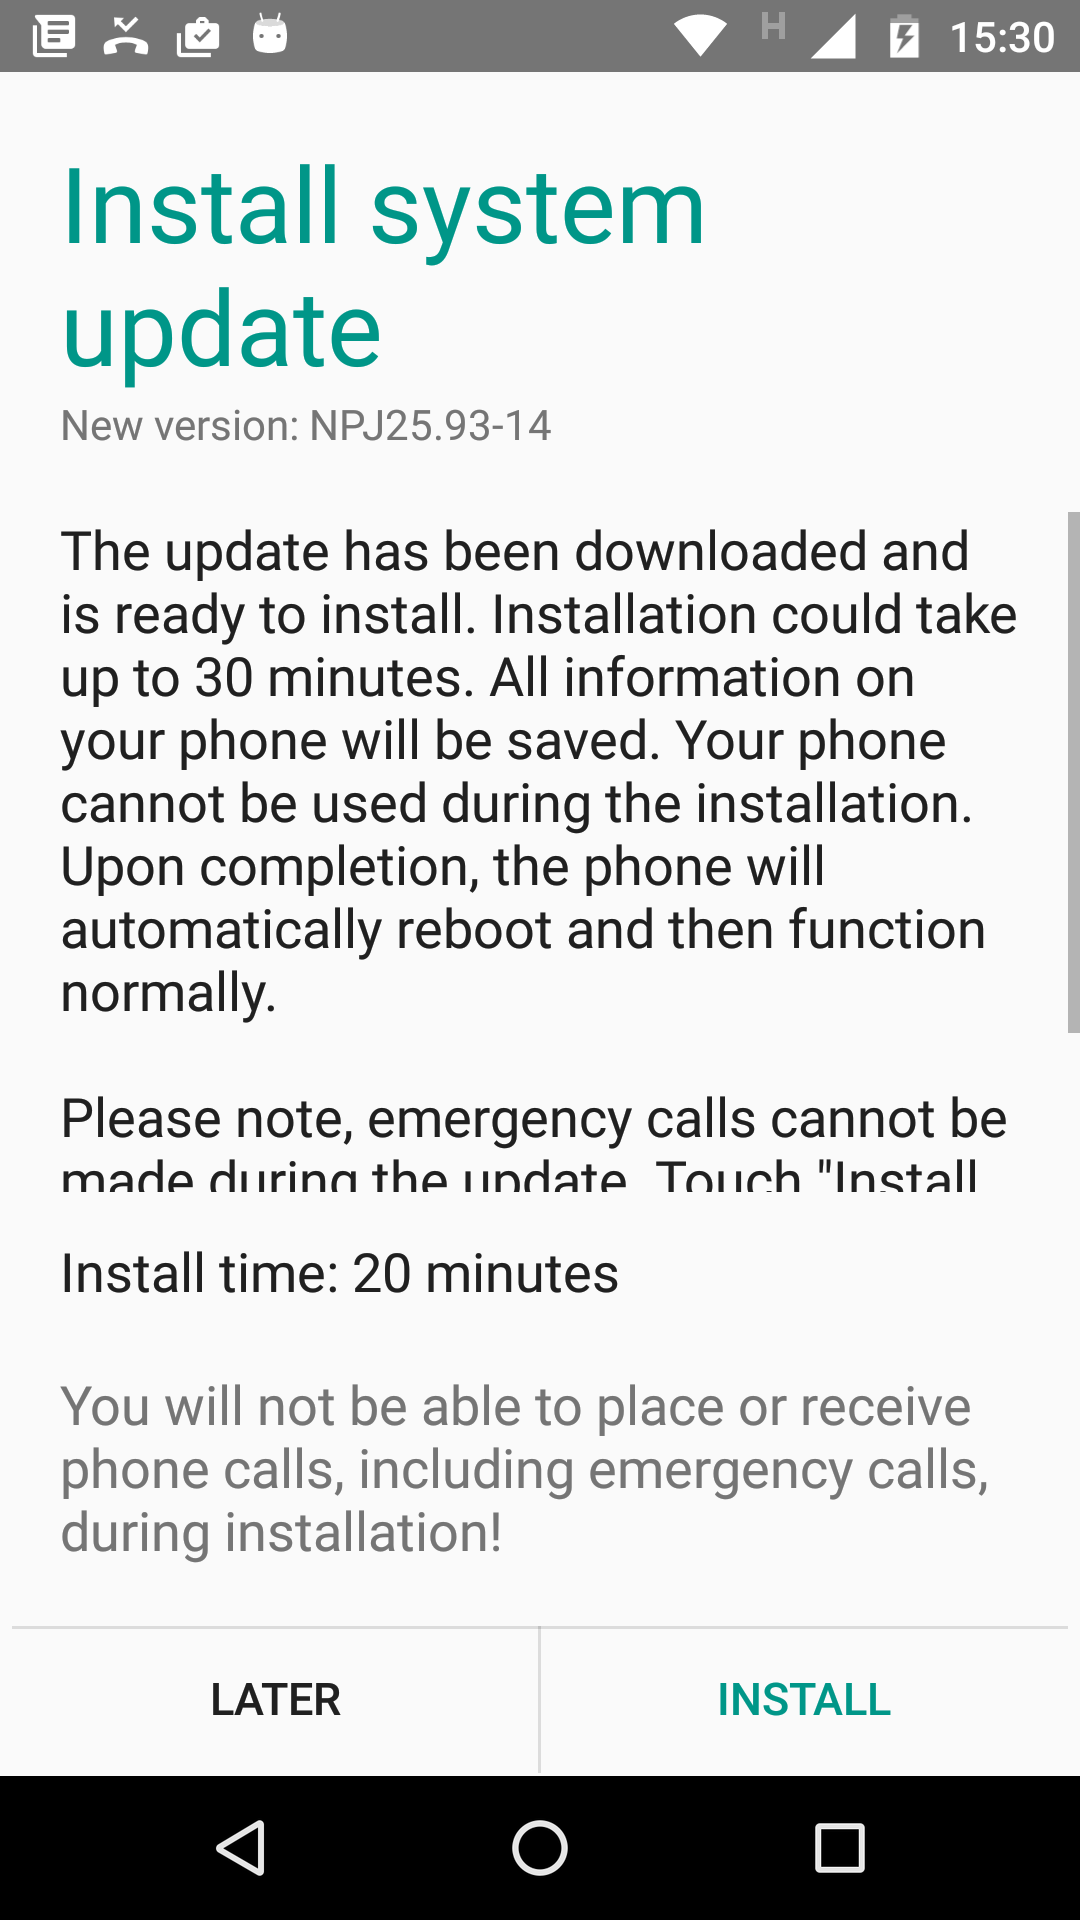 H 15:30
Install system
update
New version: NPJ25.93-14
The update has been downloaded and
is ready to install. Installation could take
up to 30 minutes. All information on
your phone will be saved. Your phone
cannot be used during the installation.
Upon completion, the phone will
automatically reboot and then function
normally.
Please note, emergency calls cannot be
made during the update. Touch "Install
Install time: 20 minutes
You will not be able to place or receive
phone calls, including emergency calls,
during installation!
LATER INSTALL